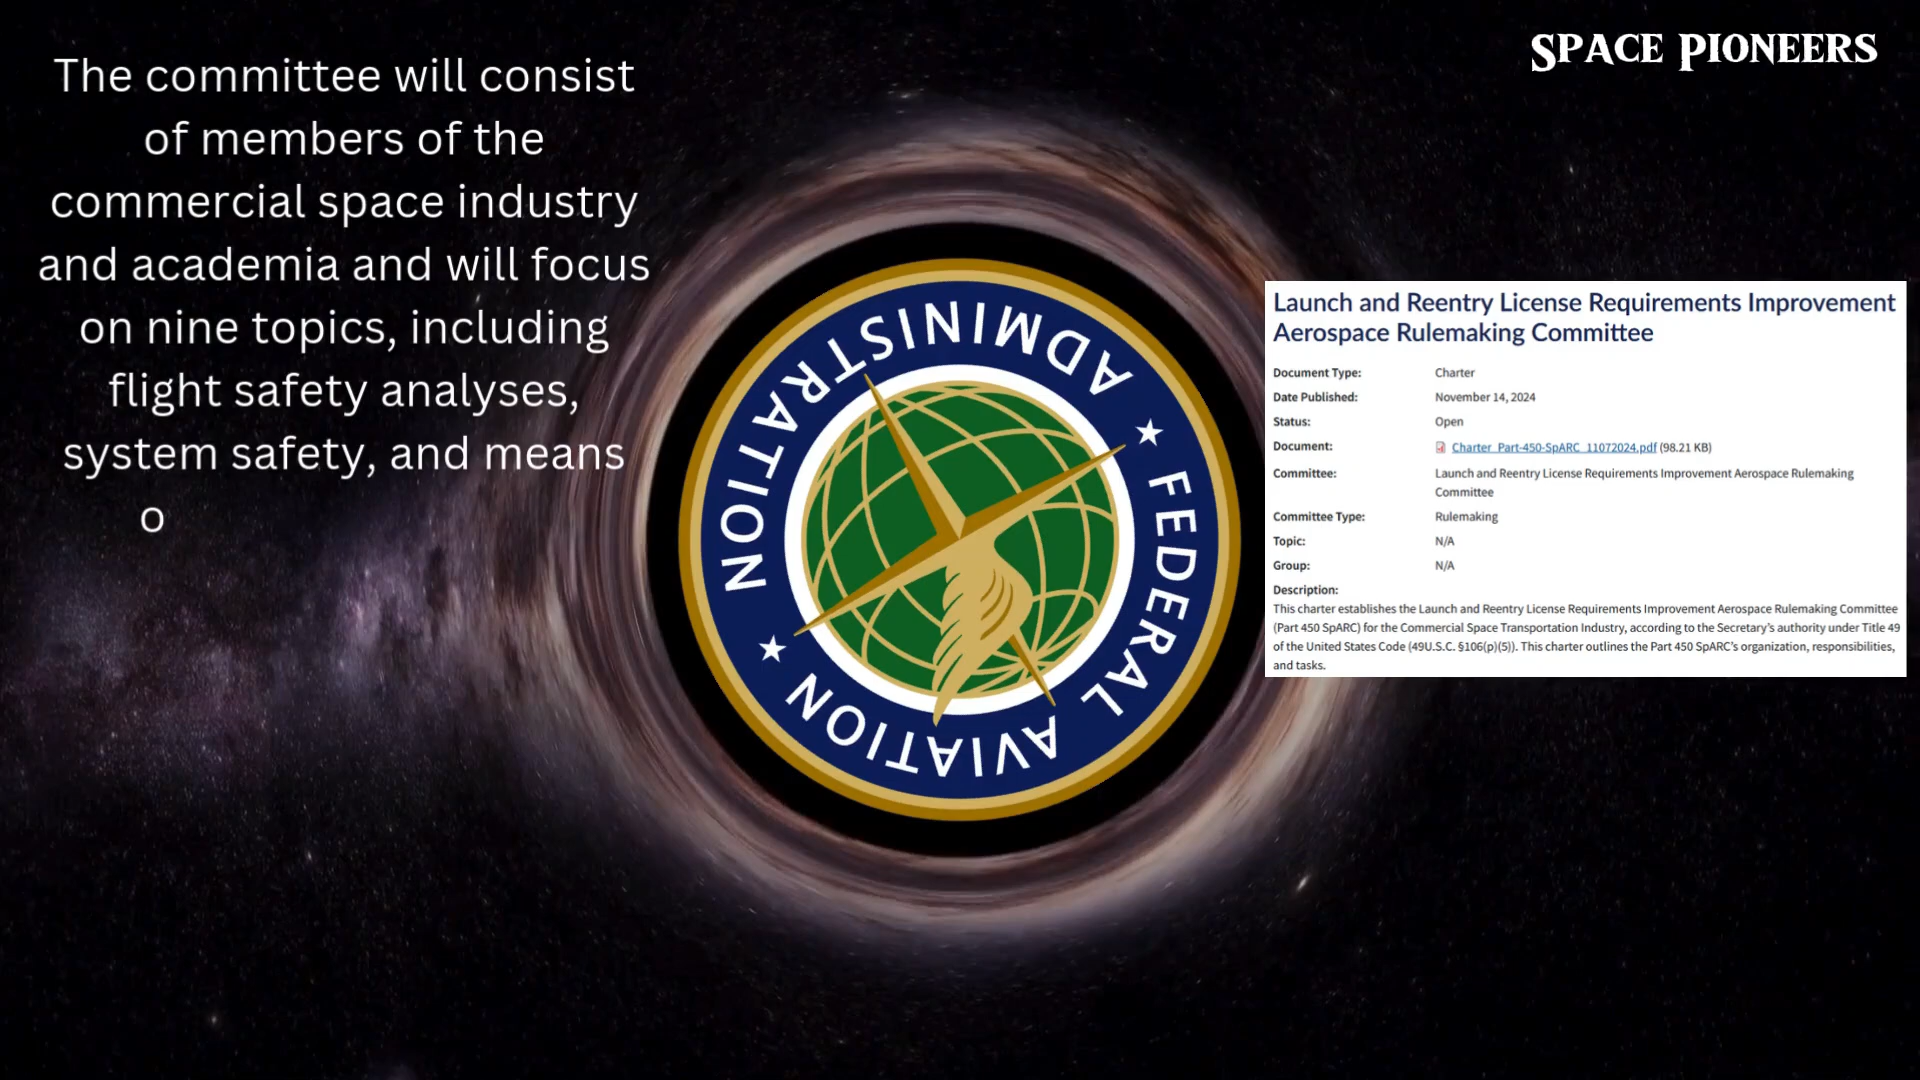 The committee will consist
of members of the
commercial space industry
and academia and will focus
on nine topics, including
flight safety analyses,
system safety, and means
o
SPACE PIONEERS
FEDERAL AVIATION
ADMINISTRATION
Launch and Reentry License Requirements Improvement
Aerospace Rulemaking Committee
Document Type: Charter
Date Published: November 14, 2024
Status: Open
Document: Charter_Part-450-SpARC_11072024.pdf (98.21 KB)
Committee: Launch and Reentry License Requirements Improvement Aerospace Rulemaking
Committee
Committee Type: Rulemaking
Topic: N/A
Group: N/A
Description:
This charter establishes the Launch and Reentry License Requirements Improvement Aerospace Rulemaking Committee
(Part 450 SpARC) for the Commercial Space Transportation Industry, according to the Secretary's authority under Title 49
of the United States Code (49U.S.C. §106(p)(5)). This charter outlines the Part 450 SpARC's organization, responsibilities,
and tasks.